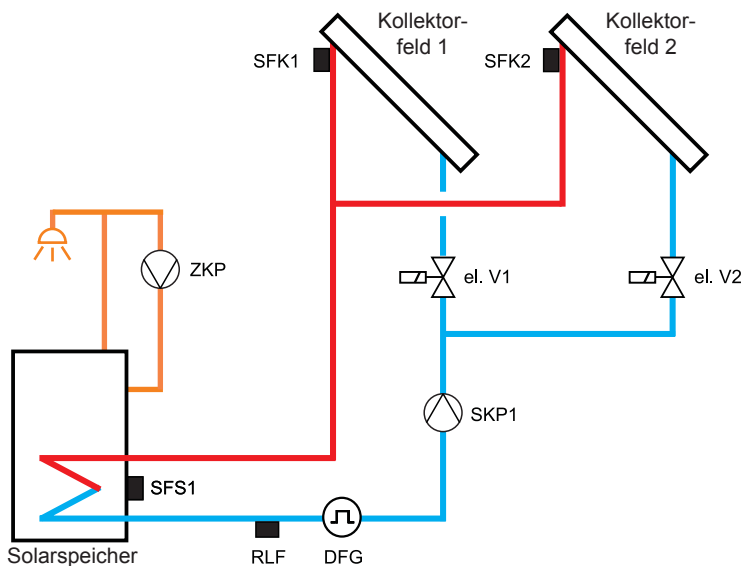 Kollektor-
feld 1
Kollektor-
feld 2
SFK1
SFK2
ZKP
el. V1
el. V2
SKP1
SFS1
Solarspeicher
RLF
DFG